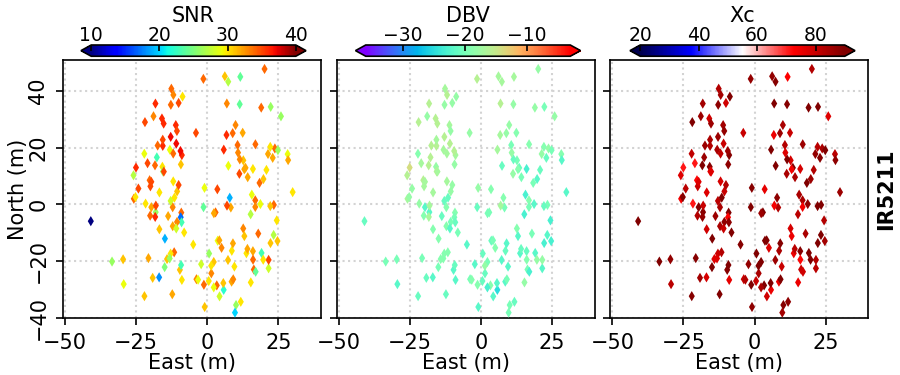 SNR DBV Xc
10 20 30 40 −30 −20 −10 20 40 60 80
North (m)
40
20
0
−20
−40
−50 −25 0 25 −50 −25 0 25 −50 −25 0 25
East (m) East (m) East (m)
IR5211